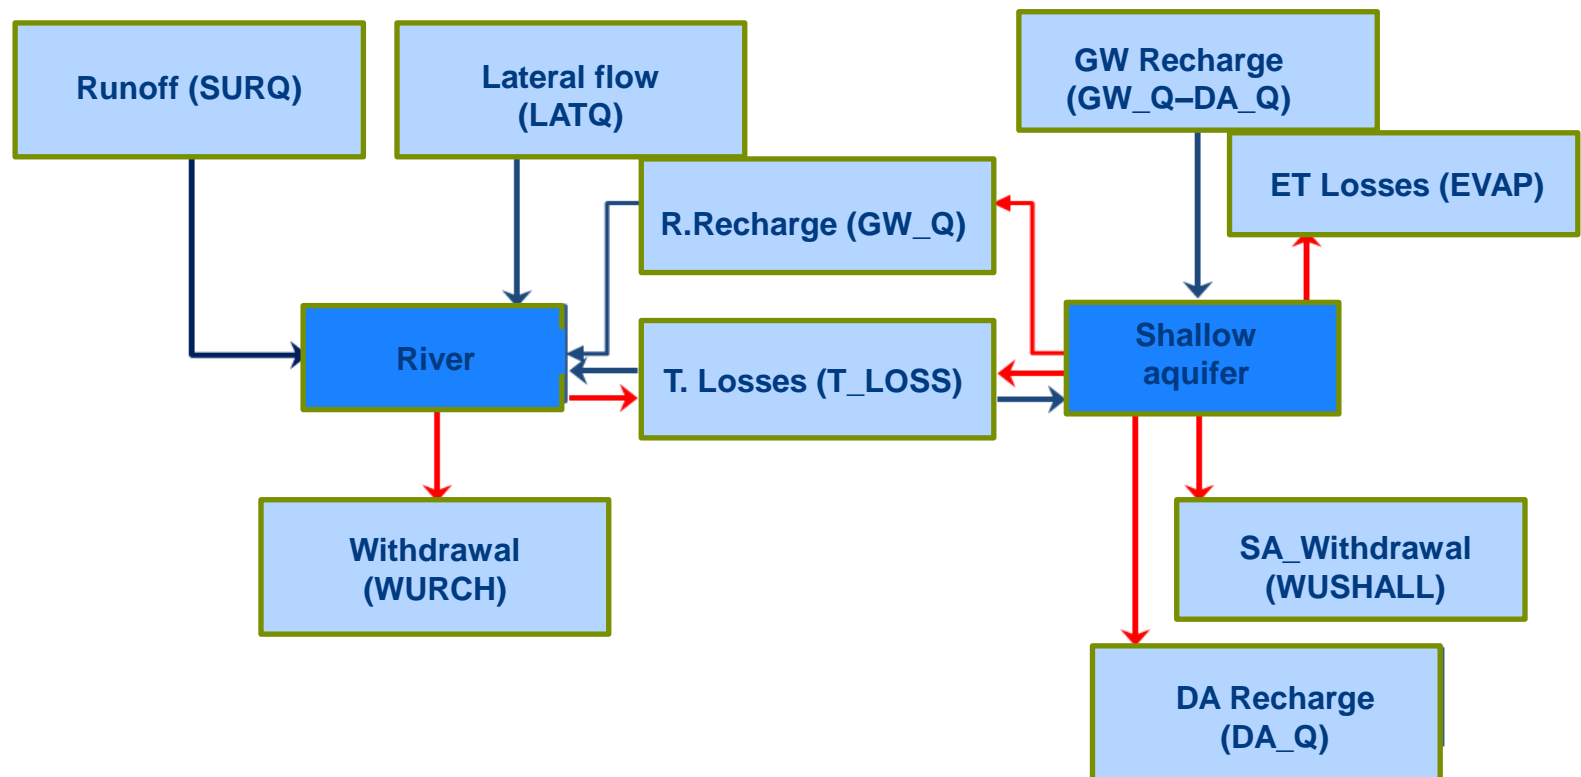 Runoff (SURQ)
Lateral flow
(LATQ)
GW Recharge
(GW_Q–DA_Q)
ET Losses (EVAP)
R.Recharge (GW_Q)
River
T. Losses (T_LOSS)
Shallow
aquifer
Withdrawal
(WURCH)
SA_Withdrawal
(WUSHALL)
DA Recharge
(DA_Q)